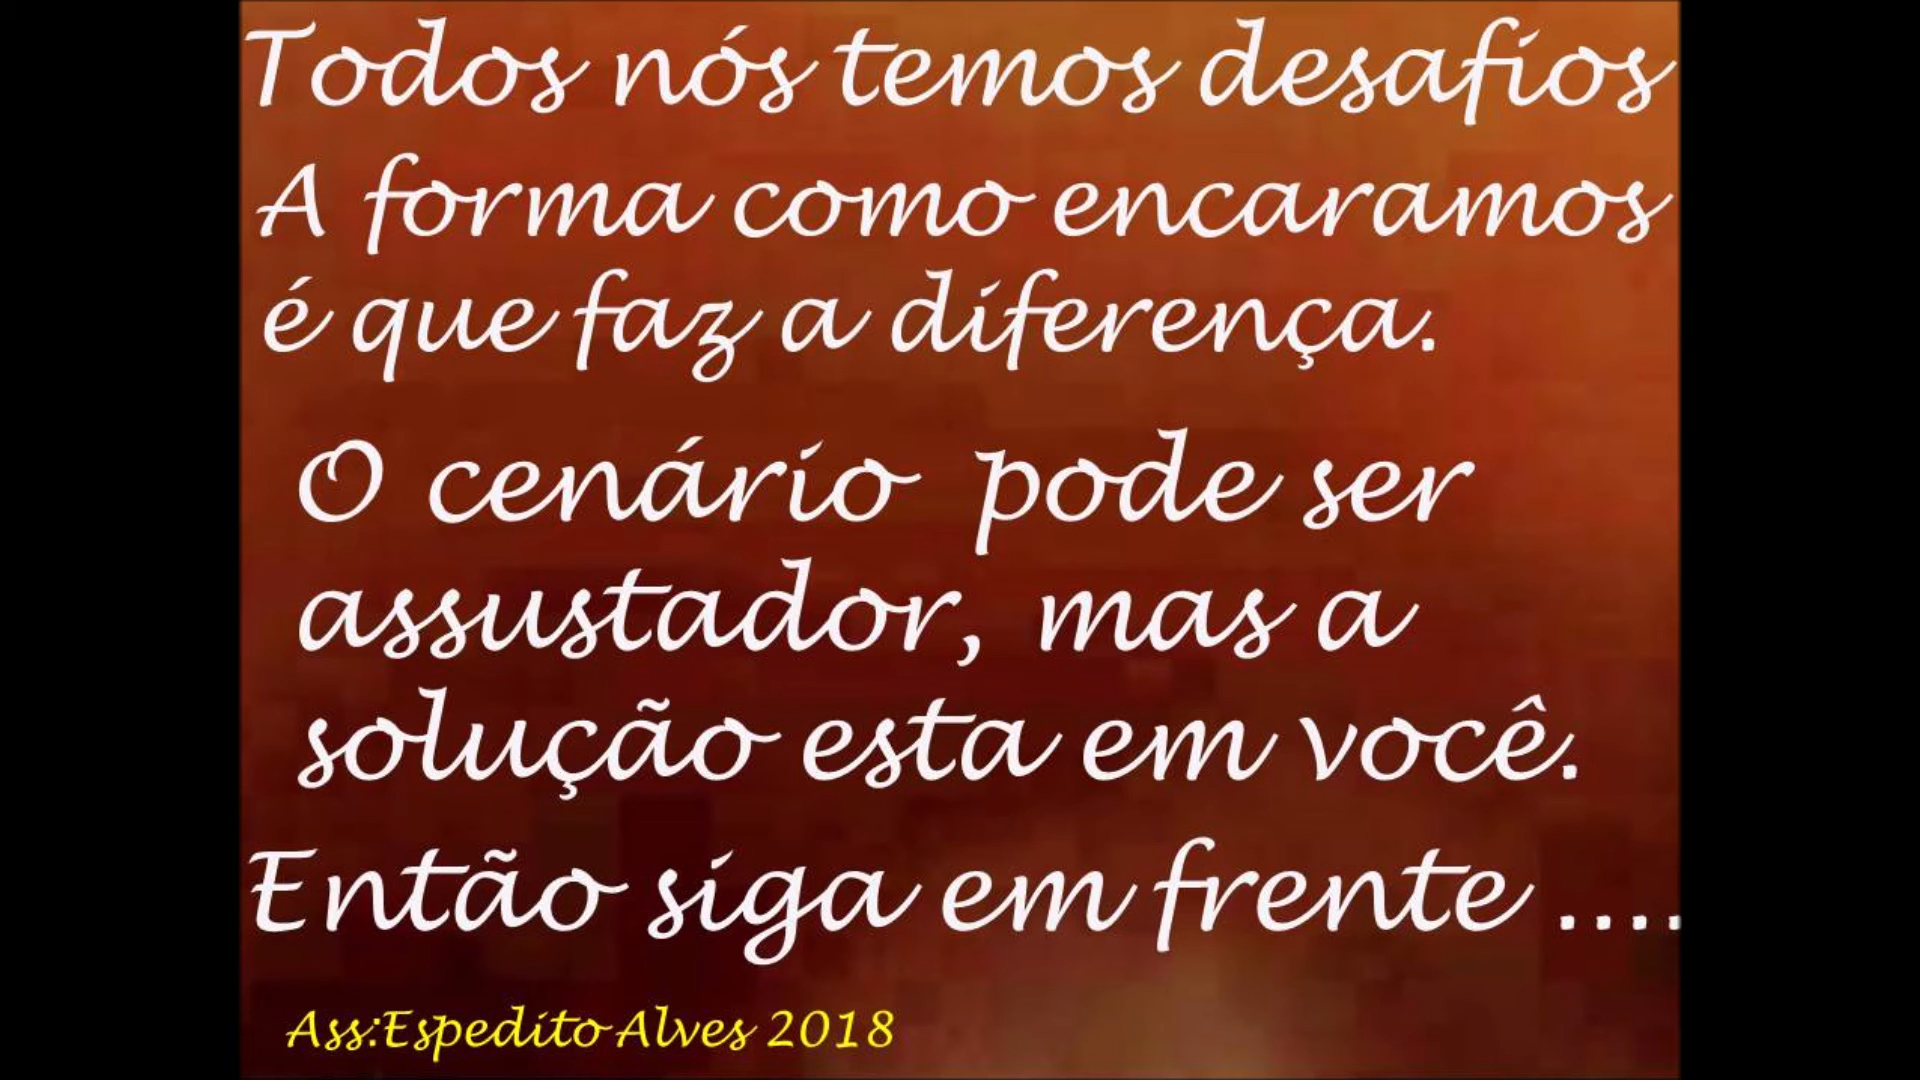 Todos nós temos desafios
A forma como encaramos
é que faz a diferença.
O cenário pode ser
assustador, mas a
solução esta em você.
Então siga em frente ....
Ass:Espedito Alves 2018